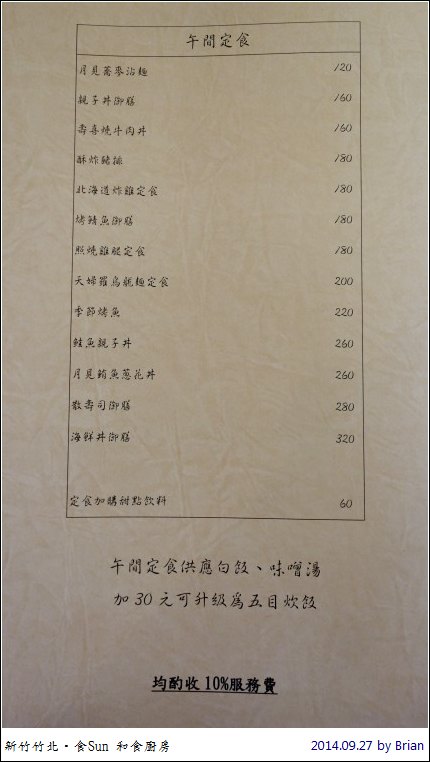 午間定食
月見蕎麥沾麵 120
親子丼御膳 160
壽喜燒牛肉丼 160
酥炸豬排 180
北海道炸雞定食 180
烤鯖魚御膳 180
照燒雞腿定食 180
天婦羅烏龍麵定食 200
季節烤魚 220
鮭魚親子丼 260
月見鮪魚蔥花丼 260
散壽司御膳 280
海鮮丼御膳 320
定食加購甜點飲料 60
午間定食供應白飯、味噌湯
加 30 元可升級為五目炊飯
均酌收 10%服務費
新竹竹北·食Sun 和食廚房 2014.09.27 by Brian